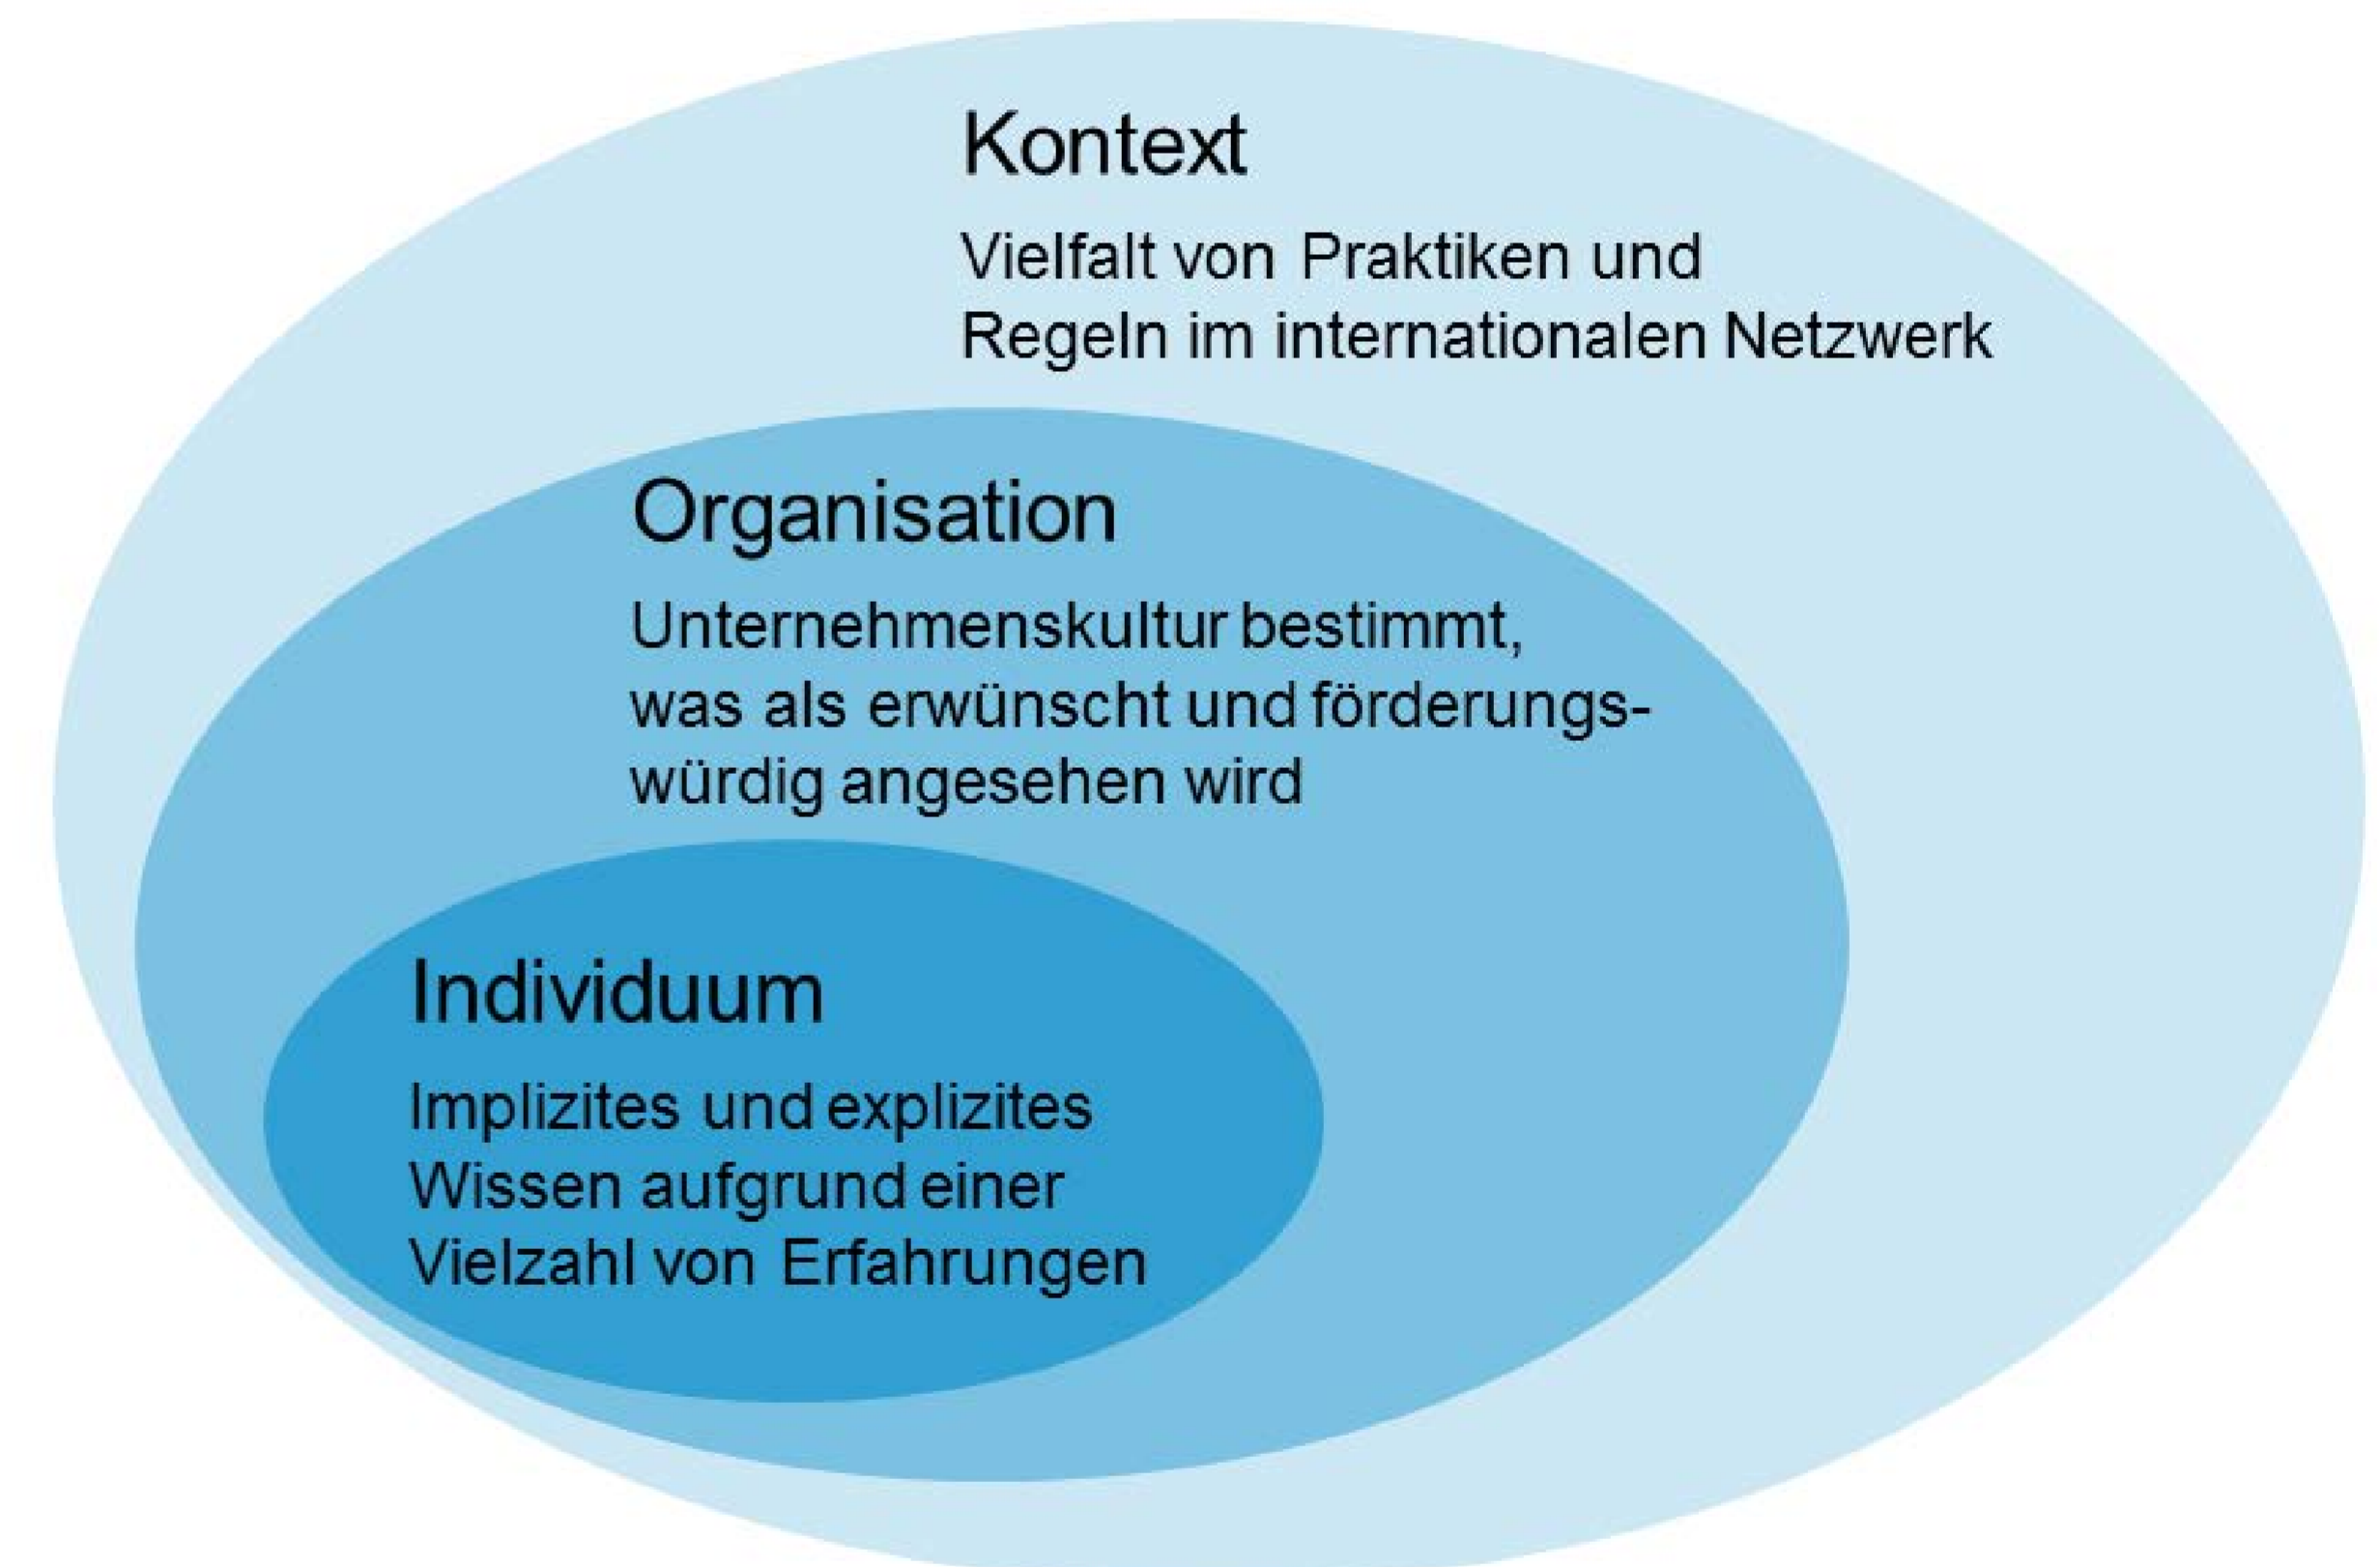 Kontext
Vielfalt von Praktiken und
Regeln im internationalen Netzwerk
Organisation
Unternehmenskultur bestimmt,
was als erwünscht und förderungs-
würdig angesehen wird
Individuum
Implizites und explizites
Wissen aufgrund einer
Vielzahl von Erfahrungen